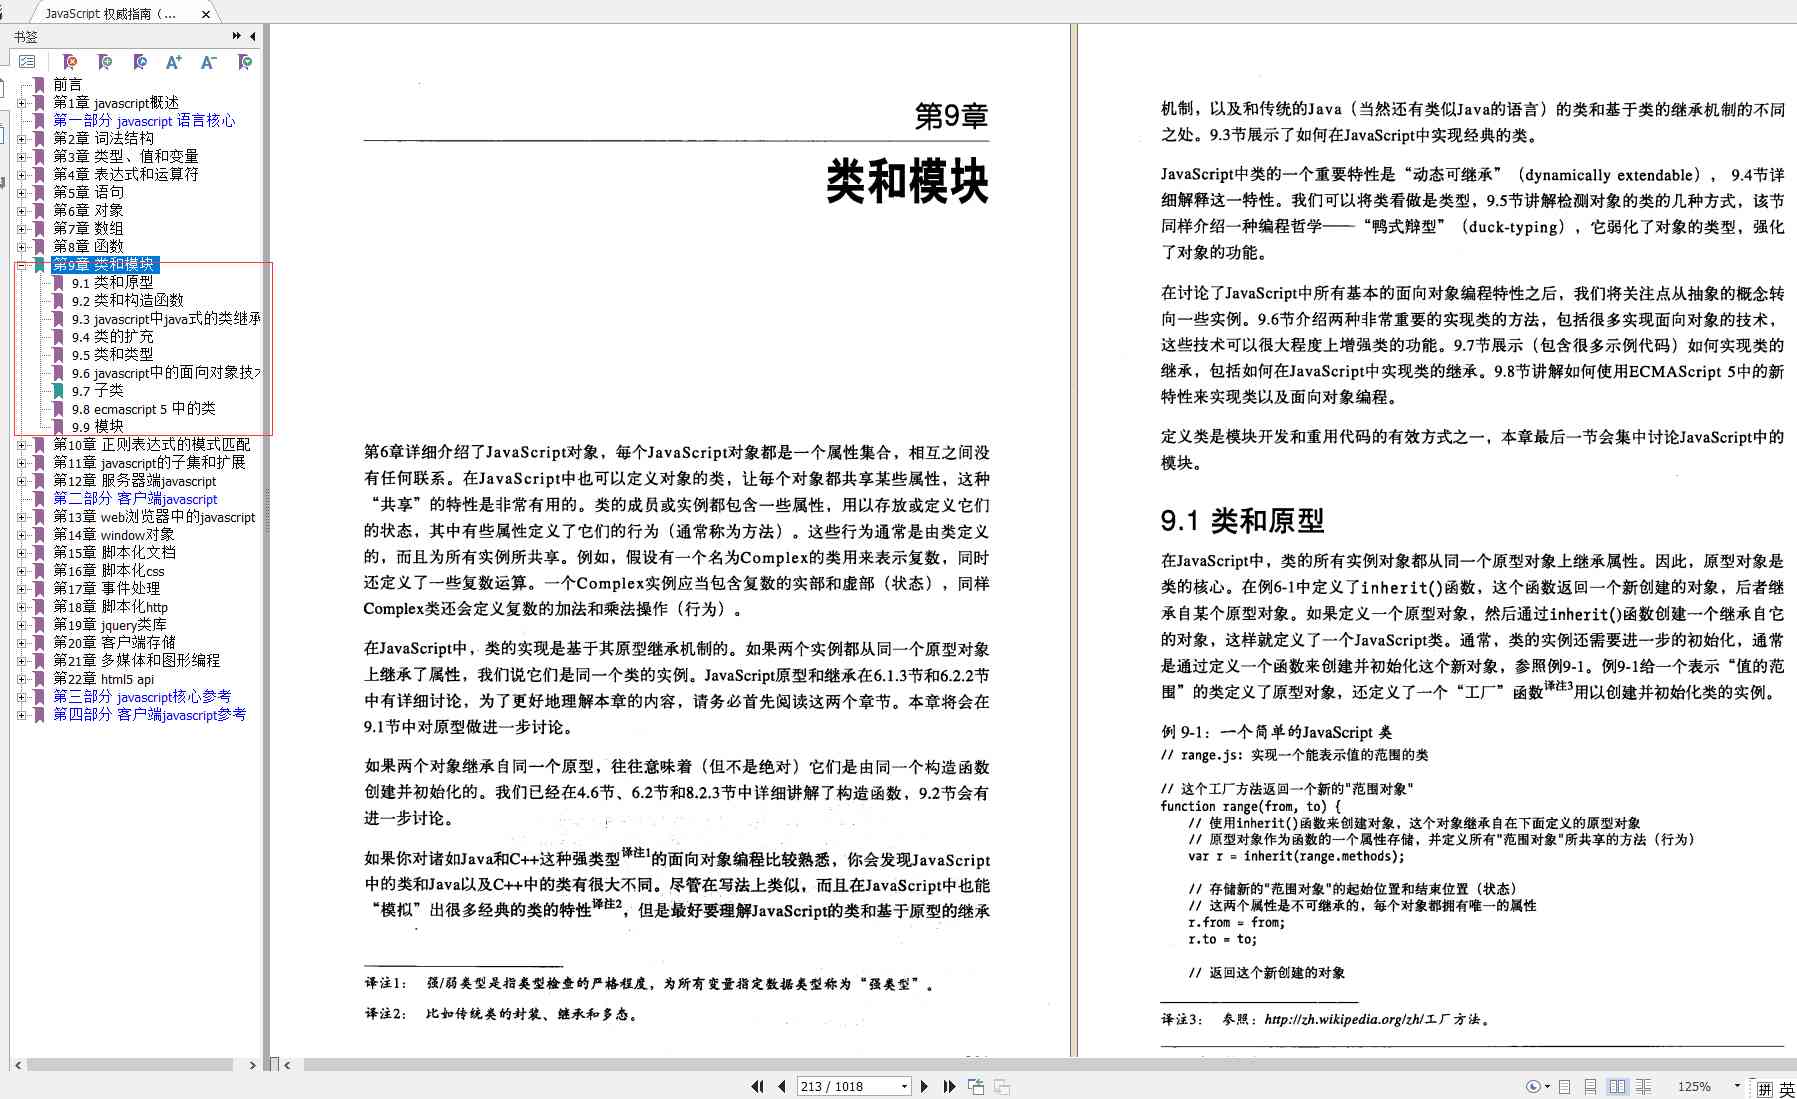 JavaScript 权威指南（...
书签
前言
第1章 javascript概述
第一部分 javascript 语言核心
第2章 词法结构
第3章 类型、值和变量
第4章 表达式和运算符
第5章 语句
第6章 对象
第7章 数组
第8章 函数
第9章 类和模块
9.1 类和原型
9.2 类和构造函数
9.3 javascript中java式的类继承
9.4 类的扩充
9.5 类和类型
9.6 javascript中的面向对象技
9.7 子类
9.8 ecmascript 5 中的类
9.9 模块
第10章 正则表达式的模式匹配
第11章 javascript的子集和扩展
第12章 服务器端javascript
第二部分 客户端javascript
第13章 web浏览器中的javascript
第14章 window对象
第15章 脚本化文档
第16章 脚本化css
第17章 事件处理
第18章 脚本化http
第19章 jquery类库
第20章 客户端存储
第21章 多媒体和图形编程
第22章 html5 api
第三部分 javascript核心参考
第四部分 客户端javascript参考
第9章
类和模块
第6章详细介绍了JavaScript对象，每个JavaScript对象都是一个属性集合，相互之间没
有任何联系。在JavaScript中也可以定义对象的类，让每个对象都共享某些属性，这种
“共享”的特性是非常有用的。类的成员或实例都包含一些属性，用以存放或定义它们
的状态，其中有些属性定义了它们的行为（通常称为方法）。这些行为通常是由类定义
的，而且为所有实例所共享。例如，假设有一个名为Complex的类用来表示复数，同时
还定义了一些复数运算。一个Complex实例应当包含复数的实部和虚部（状态），同样
Complex类还会定义复数的加法和乘法操作（行为）。
在JavaScript中，类的实现是基于其原型继承机制的。如果两个实例都从同一个原型对象
上继承了属性，我们说它们是同一个类的实例。JavaScript原型和继承在6.1.3节和6.2.2节
中有详细讨论，为了更好地理解本章的内容，请务必首先阅读这两个章节。本章将会在
9.1节中对原型做进一步讨论。
如果两个对象继承自同一个原型，往往意味着（但不是绝对）它们是由同一个构造函数
创建并初始化的。我们已经在4.6节、6.2节和8.2.3节中详细讲解了构造函数，9.2节会有
进一步讨论。
如果你对诸如Java和C++这种强类型译注1的面向对象编程比较熟悉，你会发现JavaScript
中的类和Java以及C++中的类有很大不同。尽管在写法上类似，而且在JavaScript中也能
“模拟”出很多经典的类的特性译注2，但是最好要理解JavaScript的类和基于原型的继承
译注1： 强/弱类型是指类型检查的严格程度，为所有变量指定数据类型称为“强类型”。
译注2： 比如传统类的封装、继承和多态。
机制，以及和传统的Java（当然还有类似Java的语言）的类和基于类的继承机制的不同
之处。9.3节展示了如何在JavaScript中实现经典的类。
JavaScript中类的一个重要特性是“动态可继承”（dynamically extendable），9.4节详
细解释这一特性。我们可以将类看做是类型，9.5节讲解检测对象的类的几种方式，该节
同样介绍一种编程哲学——“鸭式辩型”（duck-typing），它弱化了对象的类型，强化
了对象的功能。
在讨论了JavaScript中所有基本的面向对象编程特性之后，我们将关注点从抽象的概念转
向一些实例。9.6节介绍两种非常重要的实现类的方法，包括很多实现面向对象的技术，
这些技术可以很大程度上增强类的功能。9.7节展示（包含很多示例代码）如何实现类的
继承，包括如何在JavaScript中实现类的继承。9.8节讲解如何使用ECMAScript 5中的新
特性来实现类以及面向对象编程。
定义类是模块开发和重用代码的有效方式之一，本章最后一节会集中讨论JavaScript中的
模块。
9.1 类和原型
在JavaScript中，类的所有实例对象都从同一个原型对象上继承属性。因此，原型对象是
类的核心。在例6-1中定义了inherit()函数，这个函数返回一个新创建的对象，后者继
承自某个原型对象。如果定义一个原型对象，然后通过inherit()函数创建一个继承自它
的对象，这样就定义了一个JavaScript类。通常，类的实例还需要进一步的初始化，通常
是通过定义一个函数来创建并初始化这个新对象，参照例9-1。例9-1给一个表示“值的范
围”的类定义了原型对象，还定义了一个“工厂”函数译注3用以创建并初始化类的实例。
例 9-1：一个简单的JavaScript 类
// range.js: 实现一个能表示值的范围的类
// 这个工厂方法返回一个新的"范围对象"
function range(from, to) {
// 使用inherit()函数来创建对象，这个对象继承自在下面定义的原型对象
// 原型对象作为函数的一个属性存储，并定义所有"范围对象"所共享的方法（行为）
var r = inherit(range.methods);
// 存储新的"范围对象"的起始位置和结束位置（状态）
// 这两个属性是不可继承的，每个对象都拥有唯一的属性
r.from = from;
r.to = to;
// 返回这个新创建的对象
译注3： 参照：http://zh.wikipedia.org/zh/工厂方法。
213 / 1018
125%
拼 英